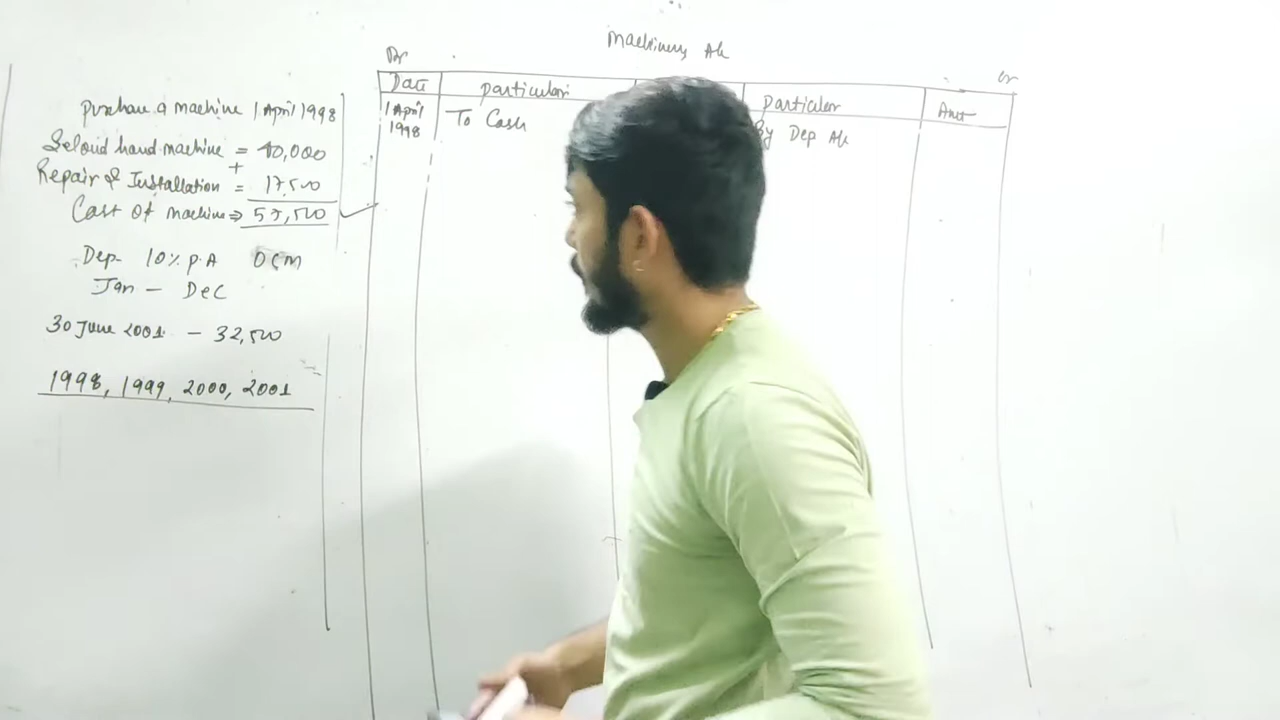 Purchase a machine 1 April 1998
Second hand machine = 40,000
+
Repair & Installation = 17,500
Cost of machine ⇒ 57,500
Dep- 10% P.A OCM
Jan - Dec
30 June 2001 - 32,500
1998, 1999, 2000, 2001
Machinery A/c
Dr Cr
Date Particulars Particular Amt
1 April 1998 To Cash By Dep A/c